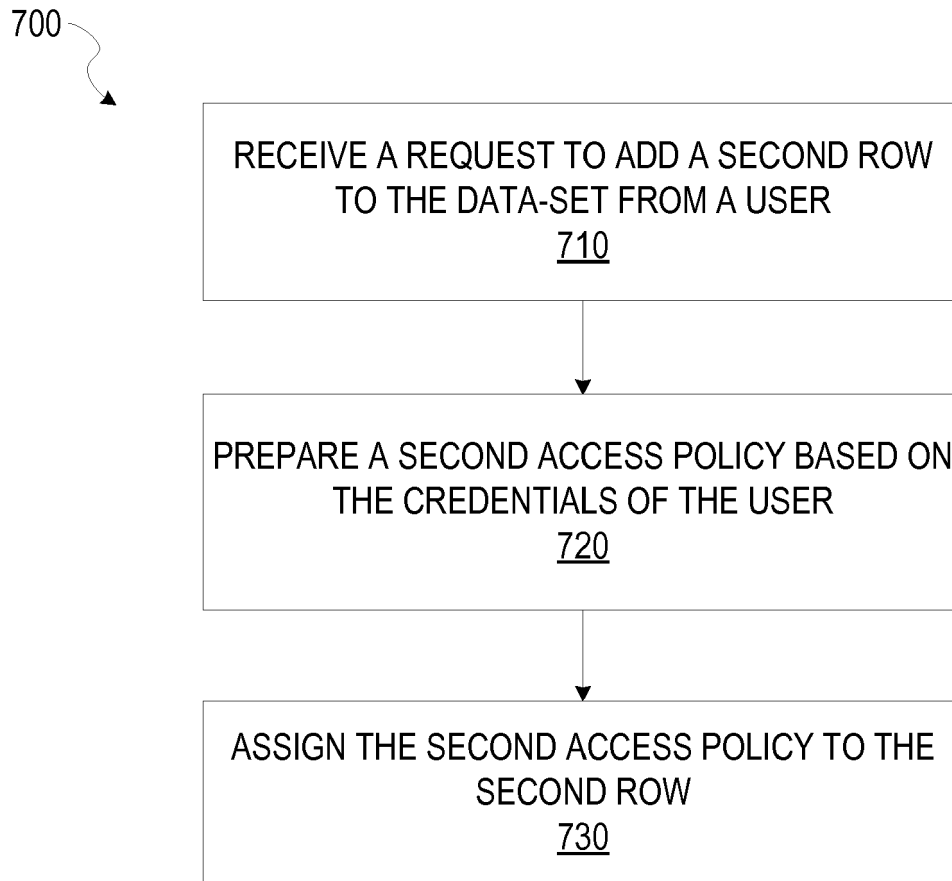 700
RECEIVE A REQUEST TO ADD A SECOND ROW
TO THE DATA-SET FROM A USER
710
PREPARE A SECOND ACCESS POLICY BASED ON
THE CREDENTIALS OF THE USER
720
ASSIGN THE SECOND ACCESS POLICY TO THE
SECOND ROW
730